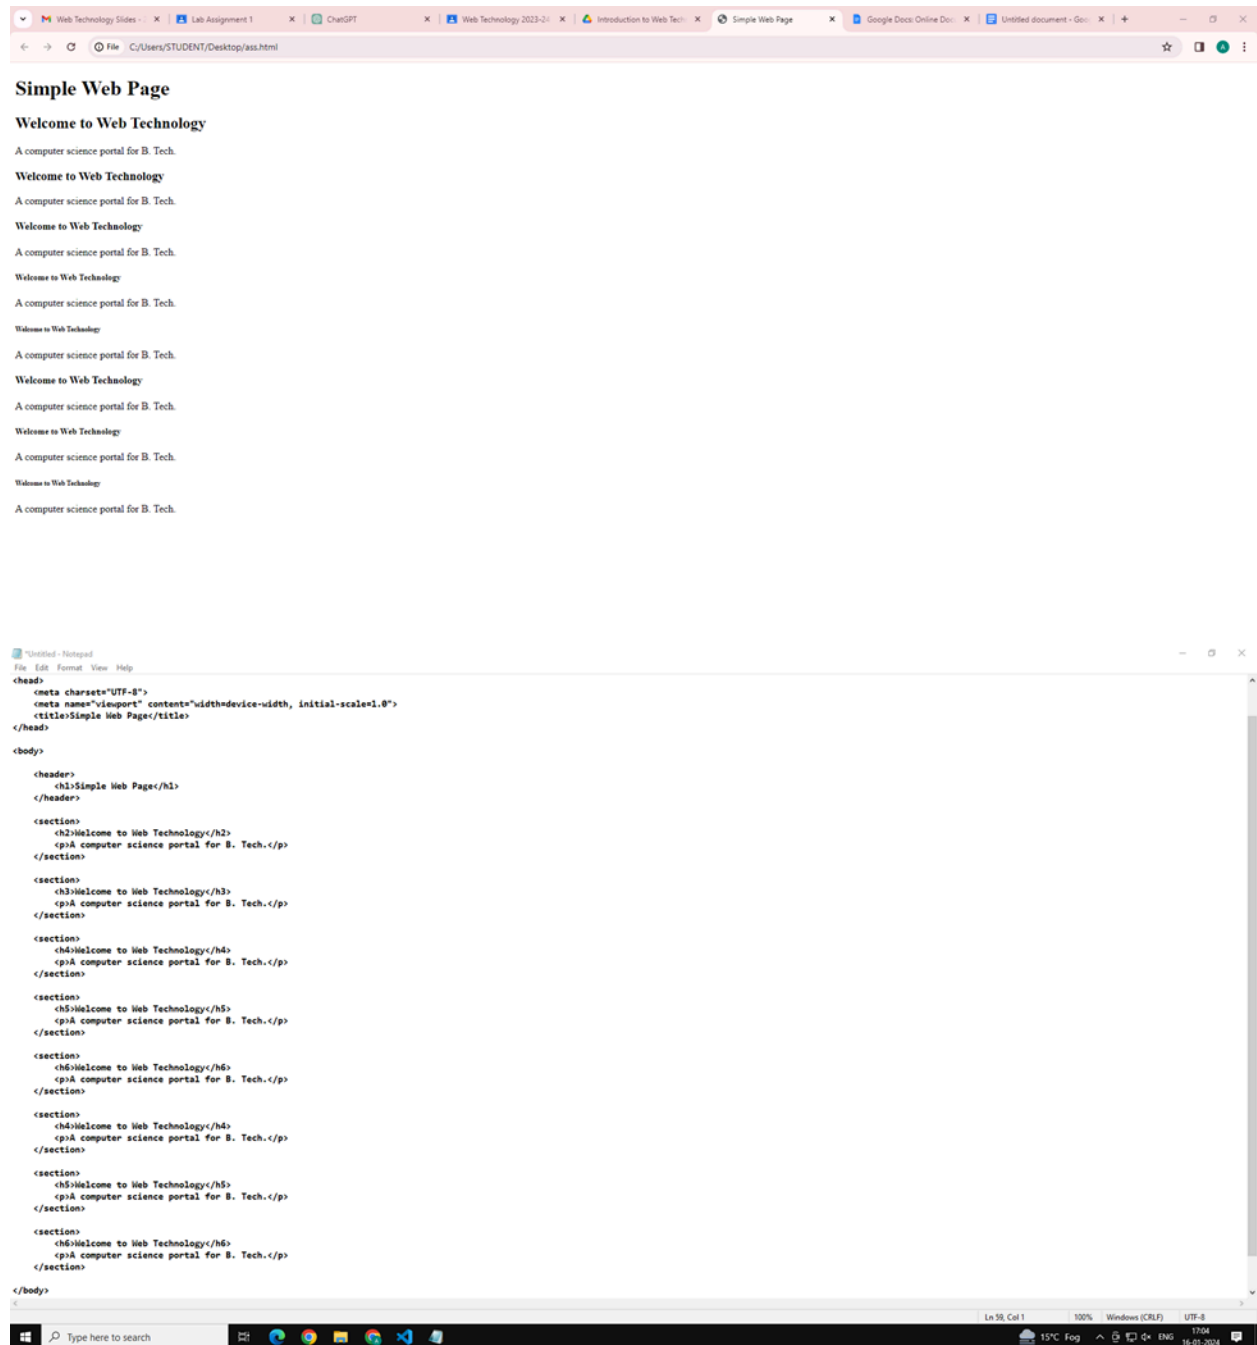 Web Technology Slides - 
Lab Assignment 1
ChatGPT
Web Technology 2023-24
Introduction to Web Tech
Simple Web Page
Google Docs: Online Doc
Untitled document - Goo
File C:/Users/STUDENT/Desktop/ass.html
A
Simple Web Page
Welcome to Web Technology
A computer science portal for B. Tech.
Welcome to Web Technology
A computer science portal for B. Tech.
Welcome to Web Technology
A computer science portal for B. Tech.
Welcome to Web Technology
A computer science portal for B. Tech.
Welcome to Web Technology
A computer science portal for B. Tech.
Welcome to Web Technology
A computer science portal for B. Tech.
Welcome to Web Technology
A computer science portal for B. Tech.
Welcome to Web Technology
A computer science portal for B. Tech.
*Untitled - Notepad
File Edit Format View Help
<head>
    <meta charset="UTF-8">
    <meta name="viewport" content="width=device-width, initial-scale=1.0">
    <title>Simple Web Page</title>
</head>
<body>
    <header>
        <h1>Simple Web Page</h1>
    </header>
    <section>
        <h2>Welcome to Web Technology</h2>
        <p>A computer science portal for B. Tech.</p>
    </section>
    <section>
        <h3>Welcome to Web Technology</h3>
        <p>A computer science portal for B. Tech.</p>
    </section>
    <section>
        <h4>Welcome to Web Technology</h4>
        <p>A computer science portal for B. Tech.</p>
    </section>
    <section>
        <h5>Welcome to Web Technology</h5>
        <p>A computer science portal for B. Tech.</p>
    </section>
    <section>
        <h6>Welcome to Web Technology</h6>
        <p>A computer science portal for B. Tech.</p>
    </section>
    <section>
        <h4>Welcome to Web Technology</h4>
        <p>A computer science portal for B. Tech.</p>
    </section>
    <section>
        <h5>Welcome to Web Technology</h5>
        <p>A computer science portal for B. Tech.</p>
    </section>
    <section>
        <h6>Welcome to Web Technology</h6>
        <p>A computer science portal for B. Tech.</p>
    </section>
</body>
Ln 59, Col 1 100% Windows (CRLF) UTF-8
Type here to search
15°C Fog ENG 17:04
16-01-2024